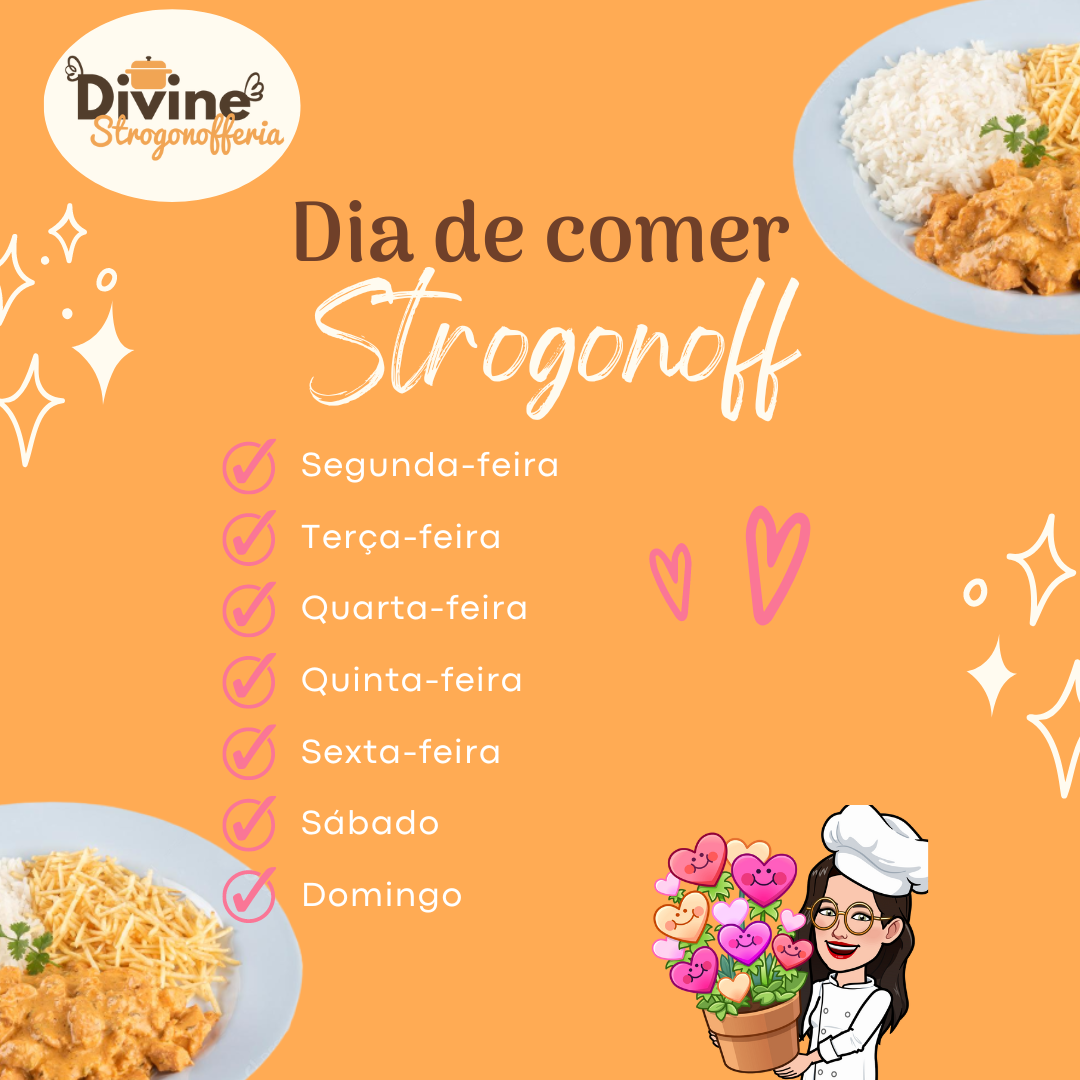 Divine
Strogonofferia
Dia de comer
Strogonoff
Segunda-feira
Terça-feira
Quarta-feira
Quinta-feira
Sexta-feira
Sábado
Domingo